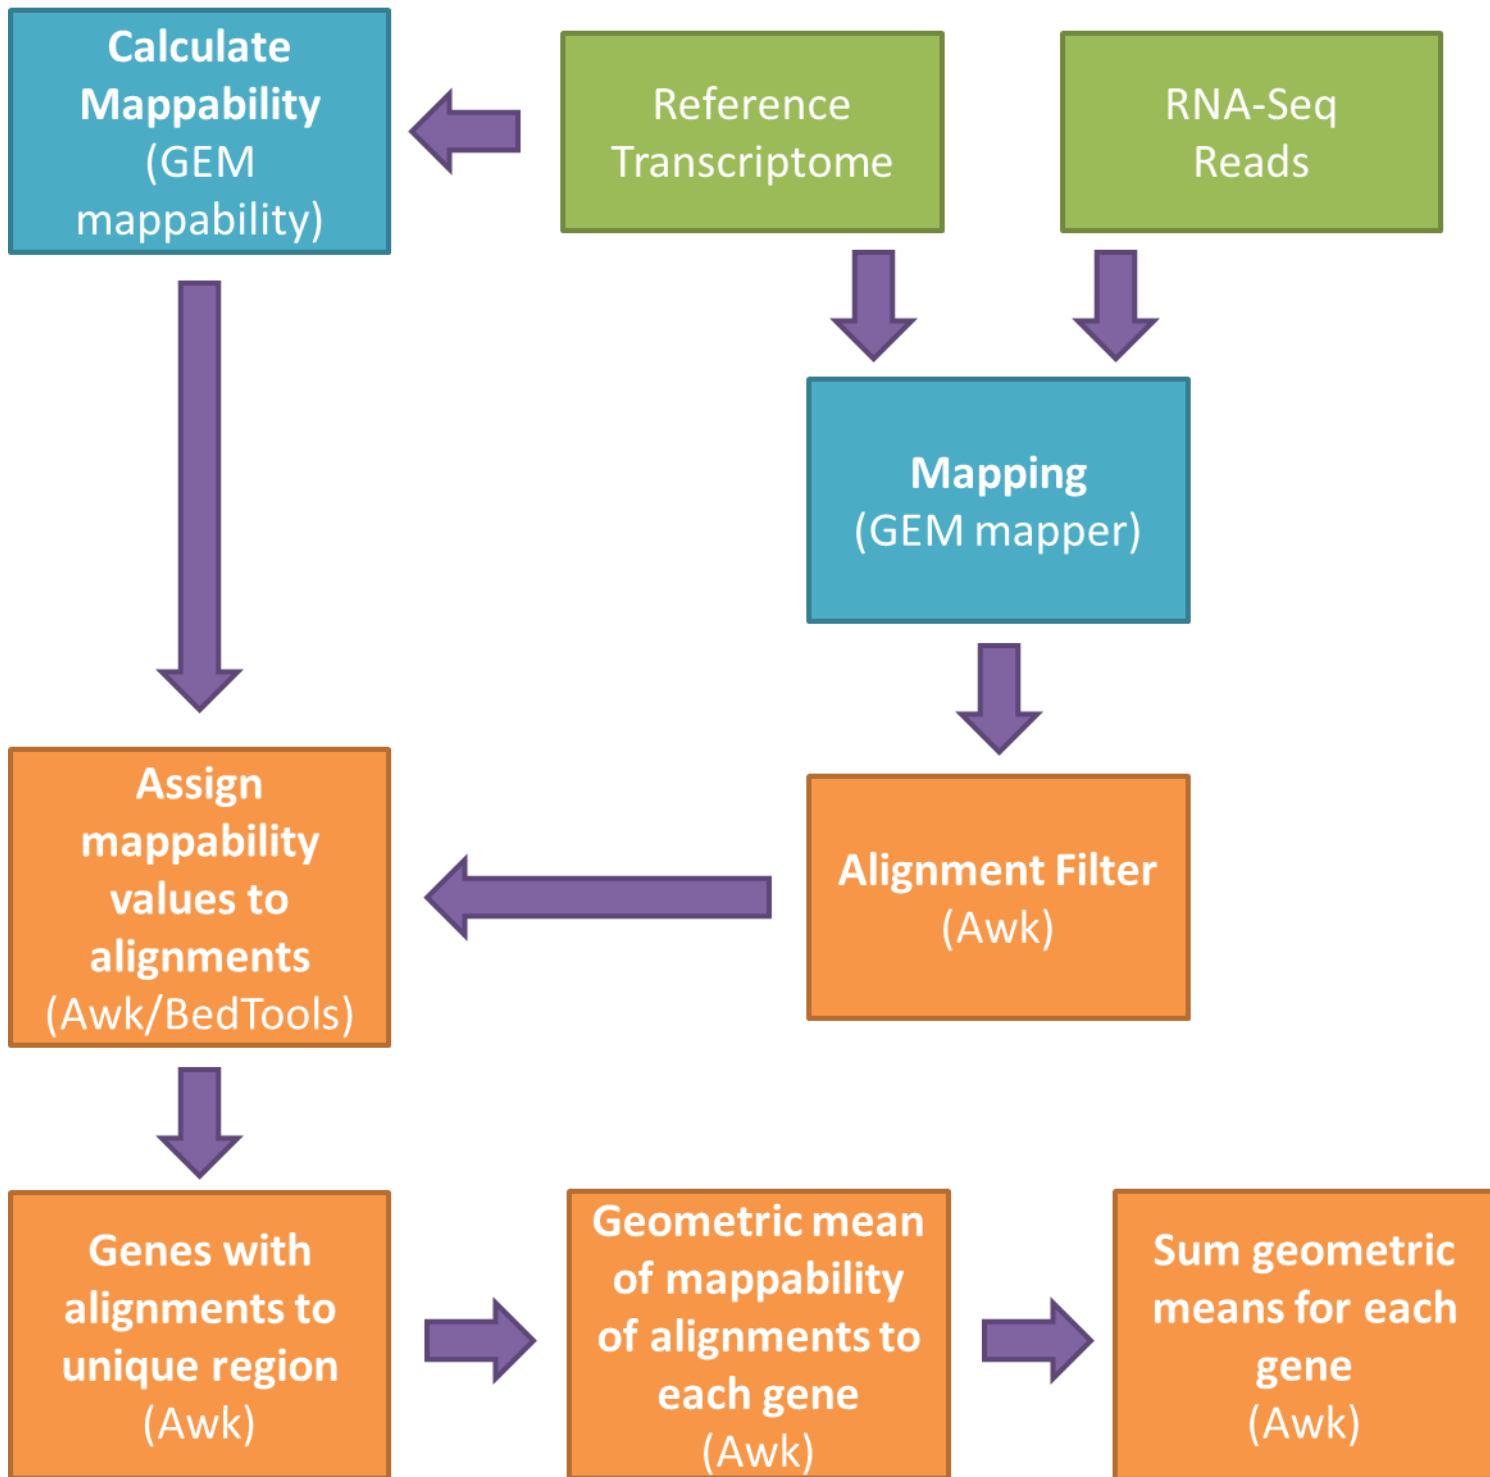 Calculate
Mappability
(GEM
mappability)
Reference
Transcriptome
RNA-Seq
Reads
Mapping
(GEM mapper)
Assign
mappability
values to
alignments
(Awk/BedTools)
Alignment Filter
(Awk)
Genes with
alignments to
unique region
(Awk)
Geometric mean
of mappability
of alignments to
each gene
(Awk)
Sum geometric
means for each
gene
(Awk)